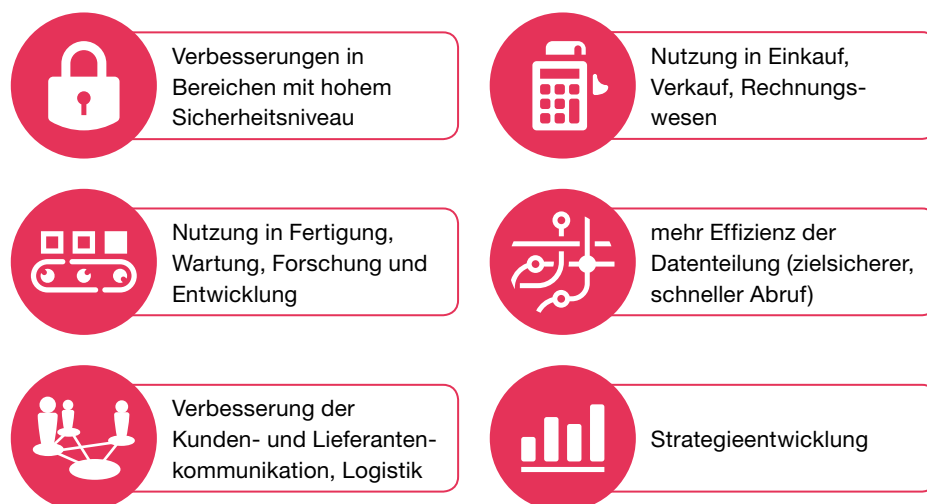 Verbesserungen in
Bereichen mit hohem
Sicherheitsniveau
Nutzung in Einkauf,
Verkauf, Rechnungs-
wesen
Nutzung in Fertigung,
Wartung, Forschung und
Entwicklung
mehr Effizienz der
Datenteilung (zielsicherer,
schneller Abruf)
Verbesserung der
Kunden- und Lieferanten-
kommunikation, Logistik
Strategieentwicklung